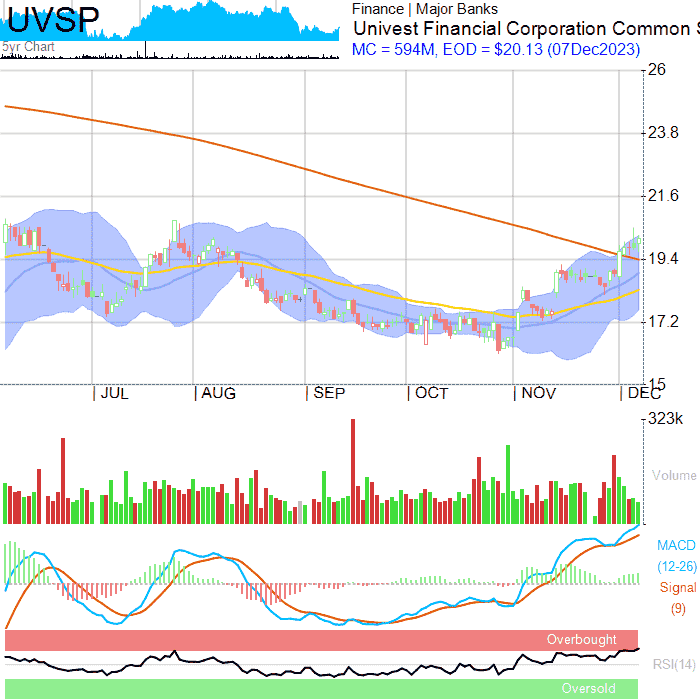 UVSP
5yr Chart
Finance | Major Banks
Univest Financial Corporation Common S
MC = 594M, EOD = $20.13 (07Dec2023)
26
23.8
21.6
19.4
17.2
15
JUL AUG SEP OCT NOV DEC
323k
Volume
MACD
(12-26)
Signal
(9)
Overbought
RSI(14)
Oversold